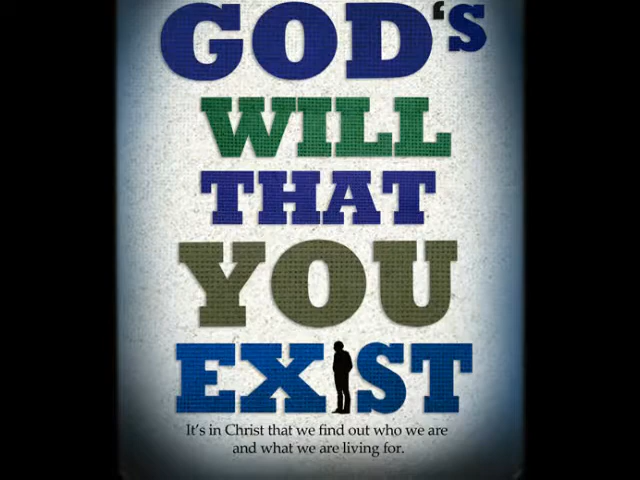 GOD‘S
WILL
THAT
YOU
EXIST
It's in Christ that we find out who we are
and what we are living for.